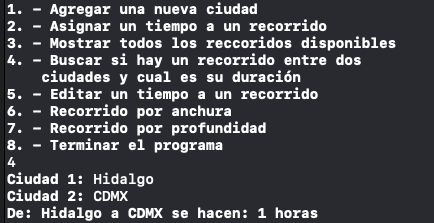 1. – Agregar una nueva ciudad
2. – Asignar un tiempo a un recorrido
3. – Mostrar todos los reccoridos disponibles
4. – Buscar si hay un recorrido entre dos
ciudades y cual es su duración
5. – Editar un tiempo a un recorrido
6. – Recorrido por anchura
7. – Recorrido por profundidad
8. – Terminar el programa
4
Ciudad 1: Hidalgo
Ciudad 2: CDMX
De: Hidalgo a CDMX se hacen: 1 horas